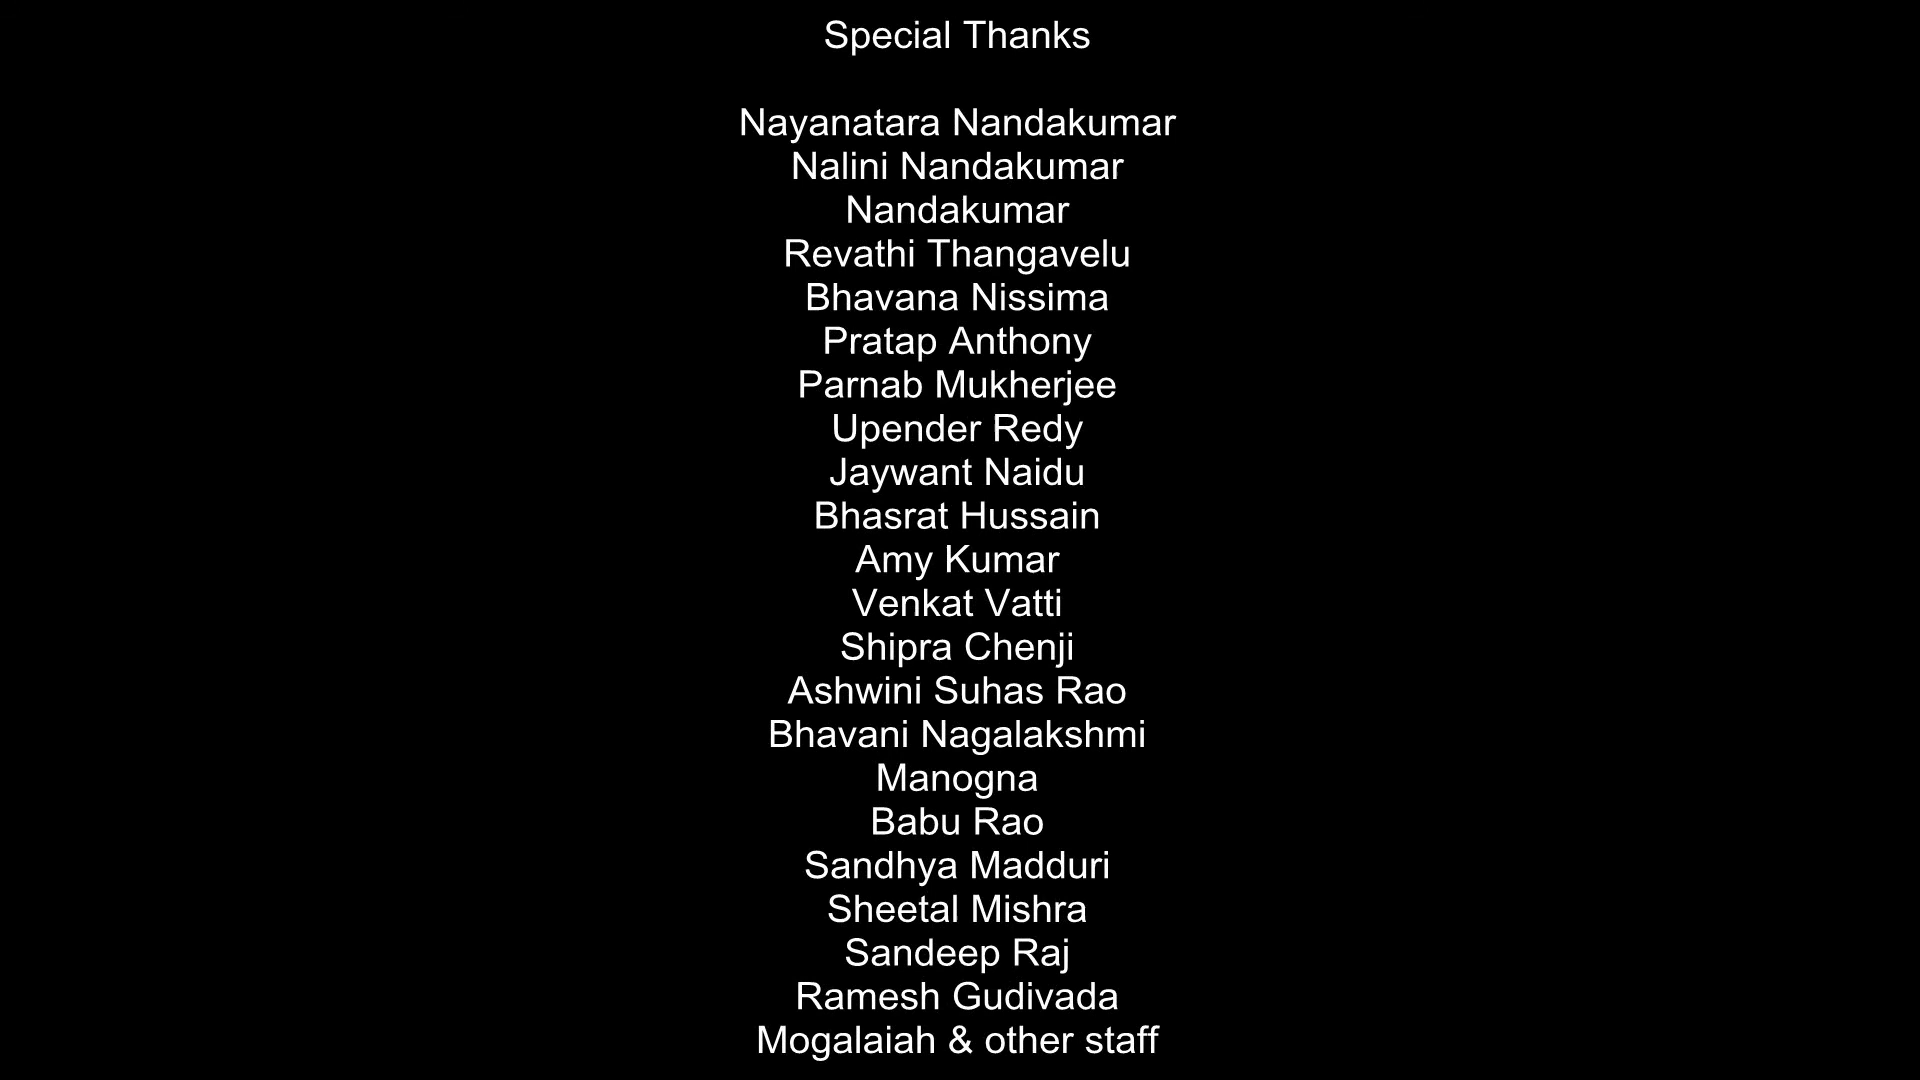 Special Thanks
Nayanatara Nandakumar
Nalini Nandakumar
Nandakumar
Revathi Thangavelu
Bhavana Nissima
Pratap Anthony
Parnab Mukherjee
Upender Redy
Jaywant Naidu
Bhasrat Hussain
Amy Kumar
Venkat Vatti
Shipra Chenji
Ashwini Suhas Rao
Bhavani Nagalakshmi
Manogna
Babu Rao
Sandhya Madduri
Sheetal Mishra
Sandeep Raj
Ramesh Gudivada
Mogalaiah & other staff